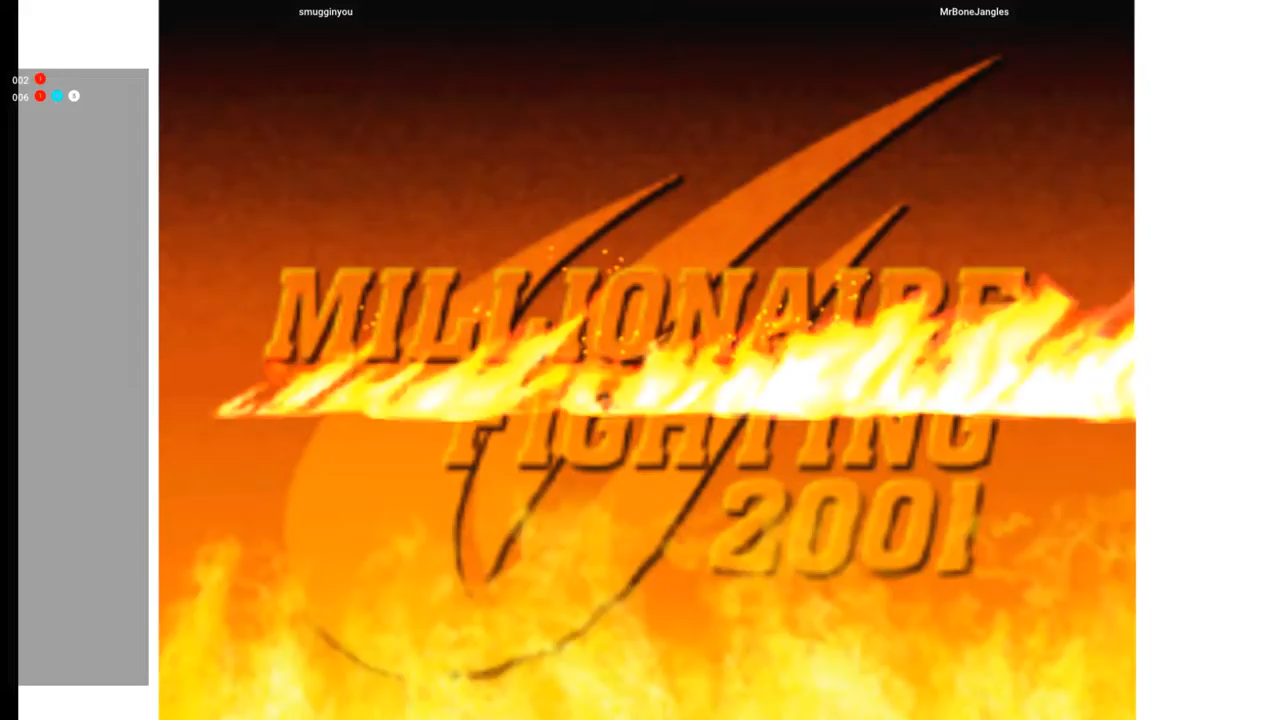 smugginyou
MrBoneJangles
002
006
MILLIONAIRE
FIGHTING
2001